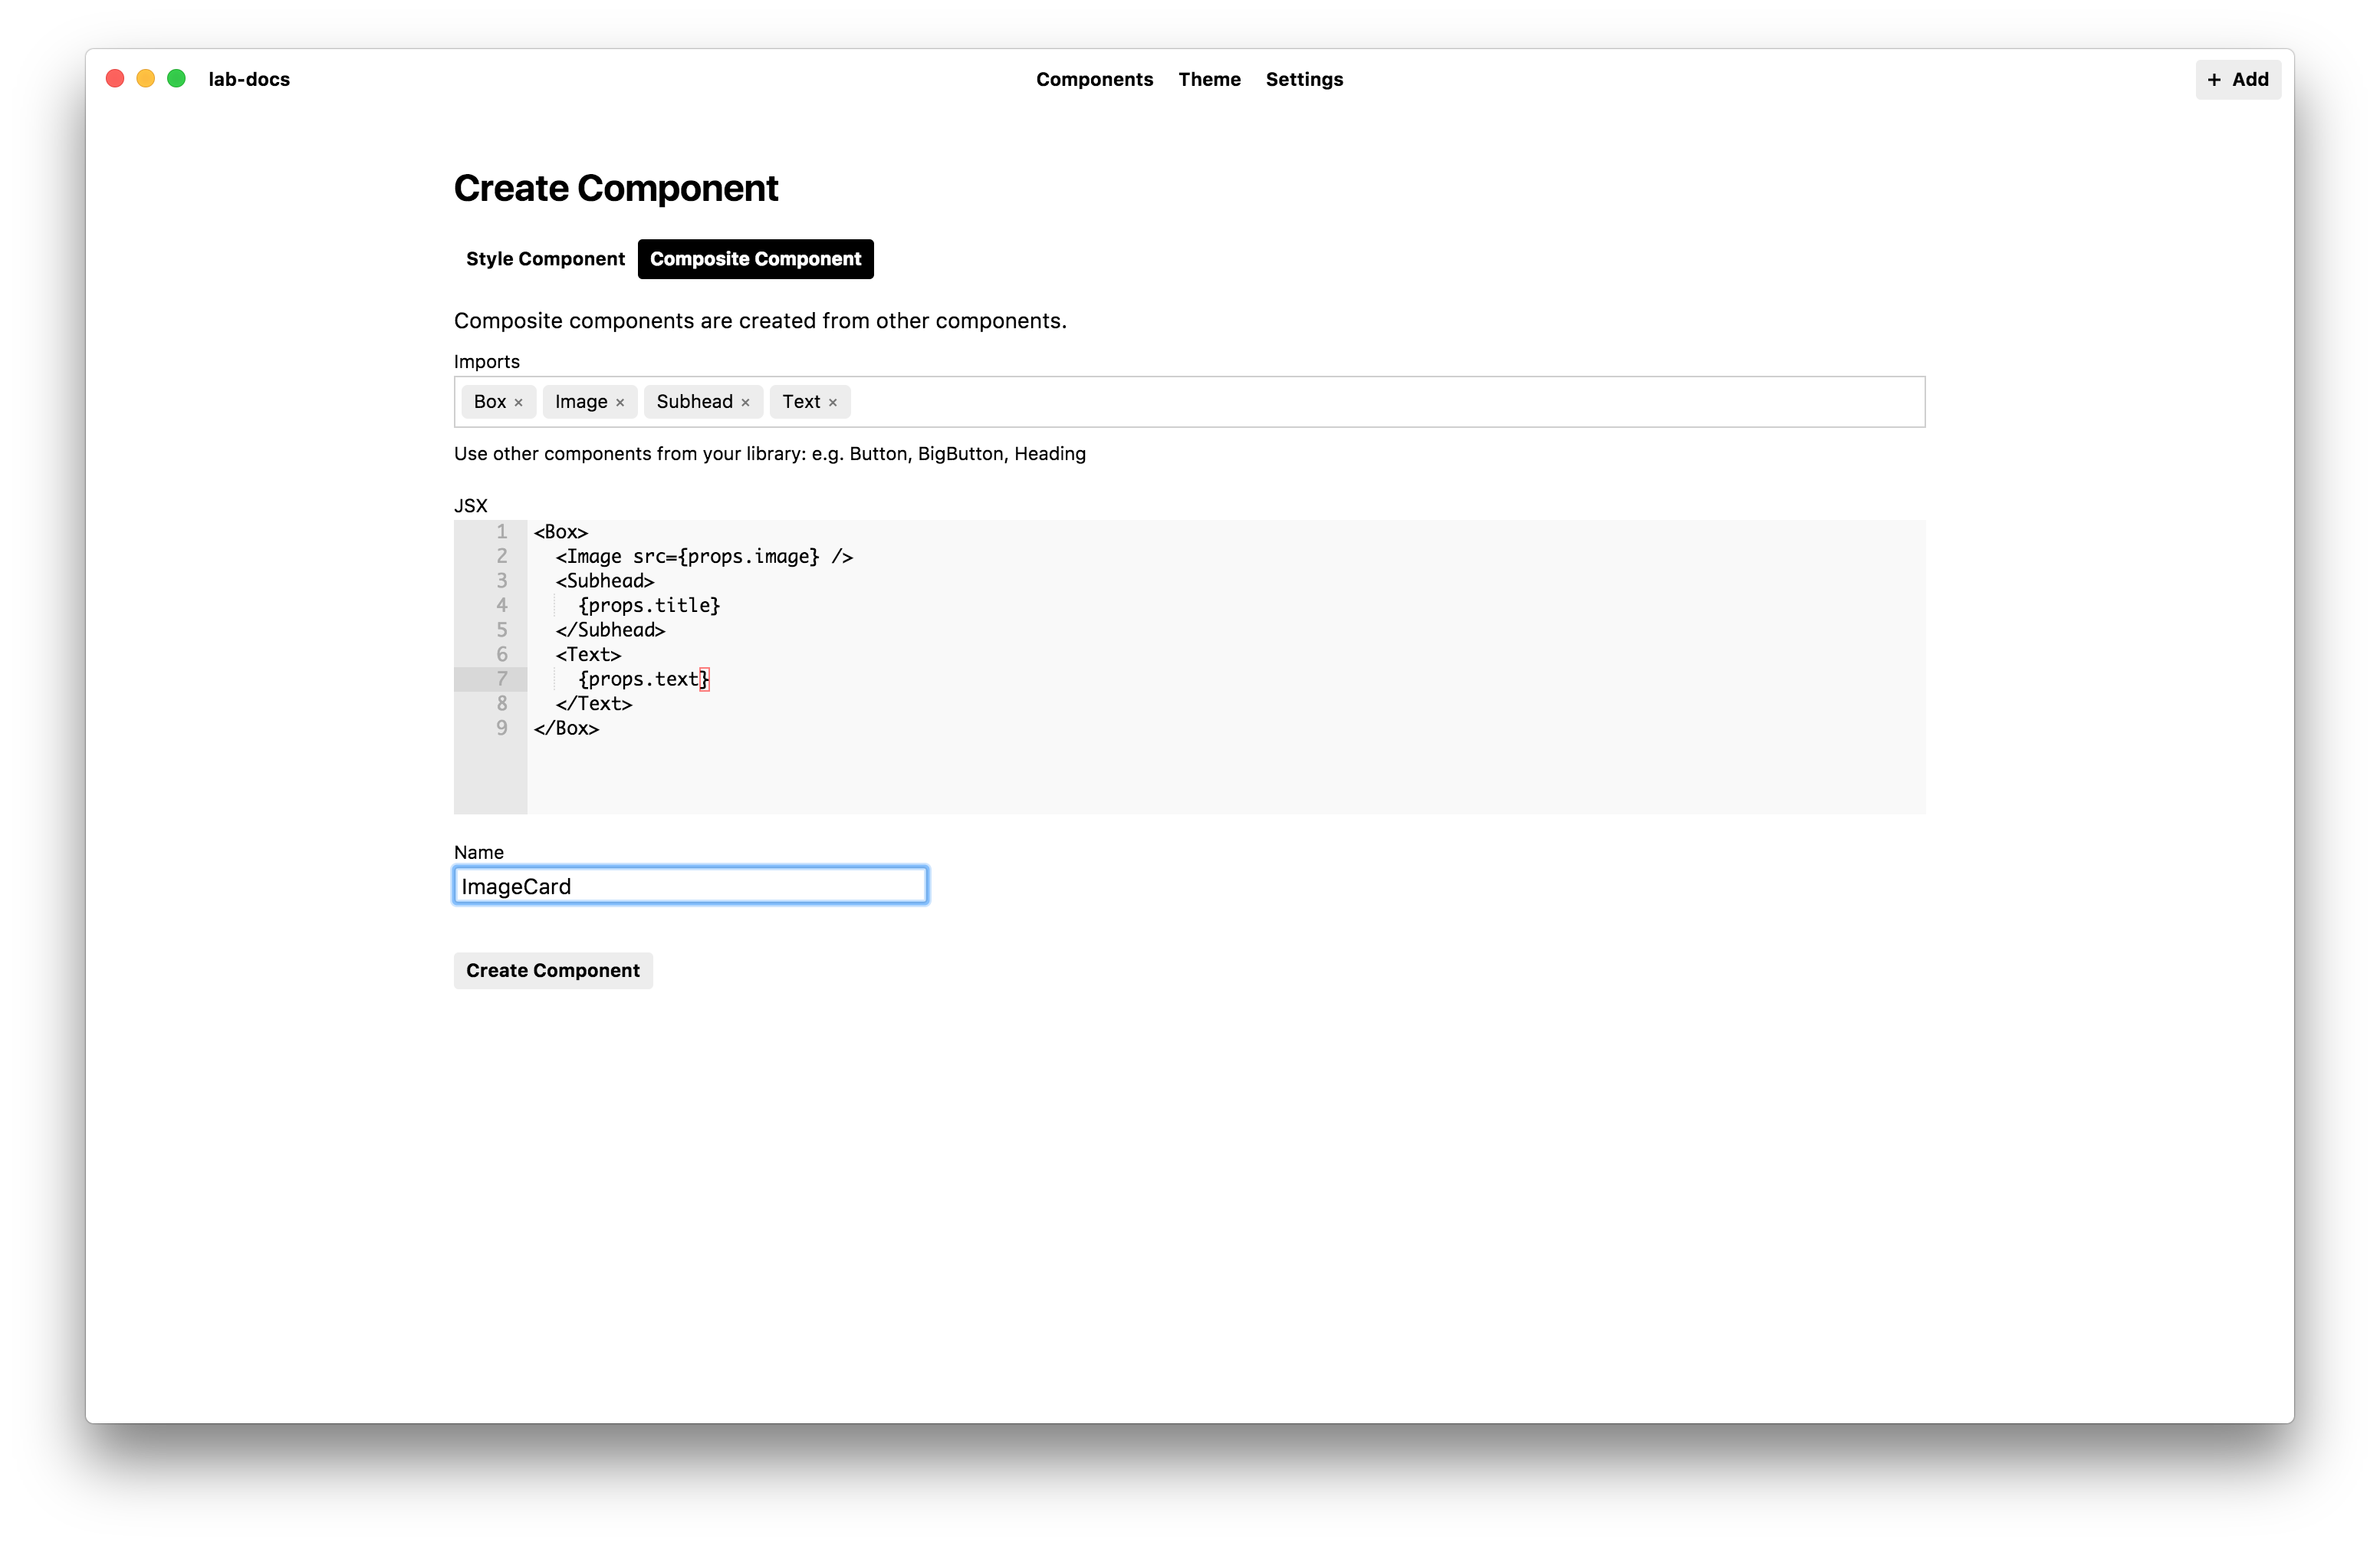 lab-docs
Components Theme Settings
+ Add
Create Component
Style Component Composite Component
Composite components are created from other components.
Imports
Box × Image × Subhead × Text ×
Use other components from your library: e.g. Button, BigButton, Heading
JSX
1 <Box>
2   <Image src={props.image} />
3   <Subhead>
4     {props.title}
5   </Subhead>
6   <Text>
7     {props.text}
8   </Text>
9 </Box>
Name
ImageCard
Create Component